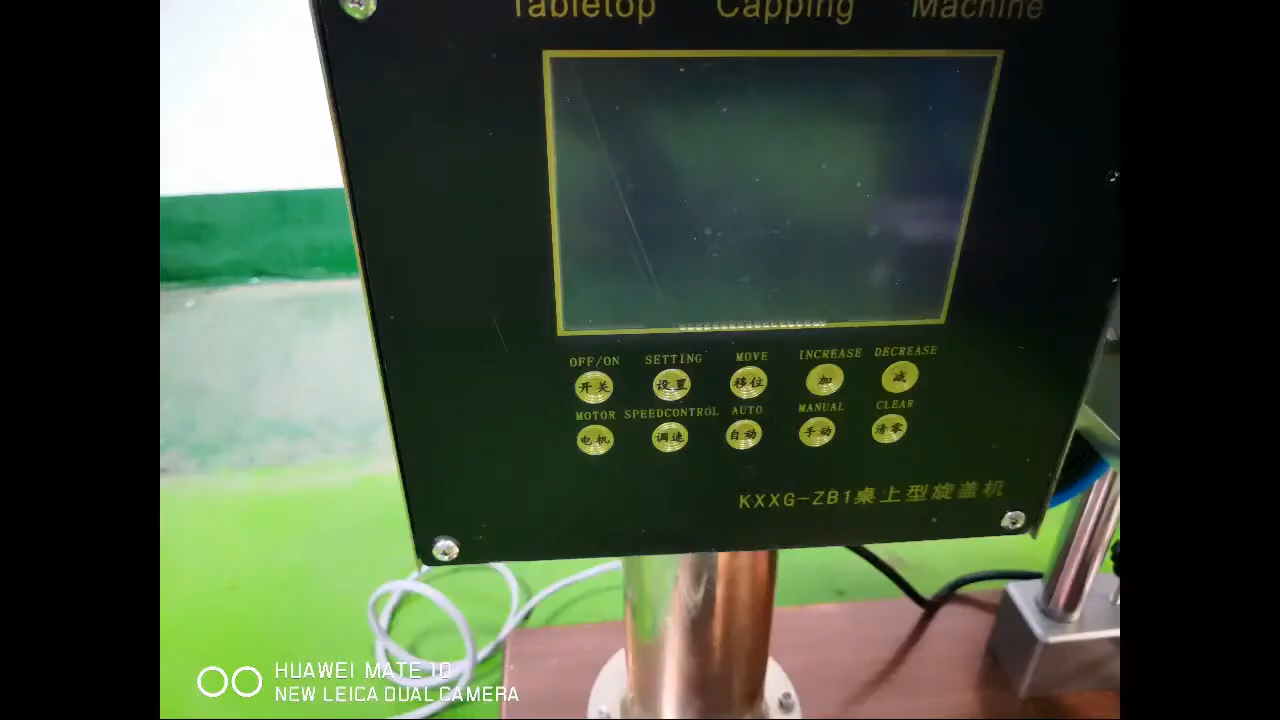 Tabletop Capping Machine
OFF/ON SETTING MOVE INCREASE DECREASE
开关 设置 移位 加 减
MOTOR SPEEDCONTROL AUTO MANUAL CLEAR
电机 调速 自动 手动 清零
KXXG-ZB1桌上型旋盖机
HUAWEI MATE 10
NEW LEICA DUAL CAMERA